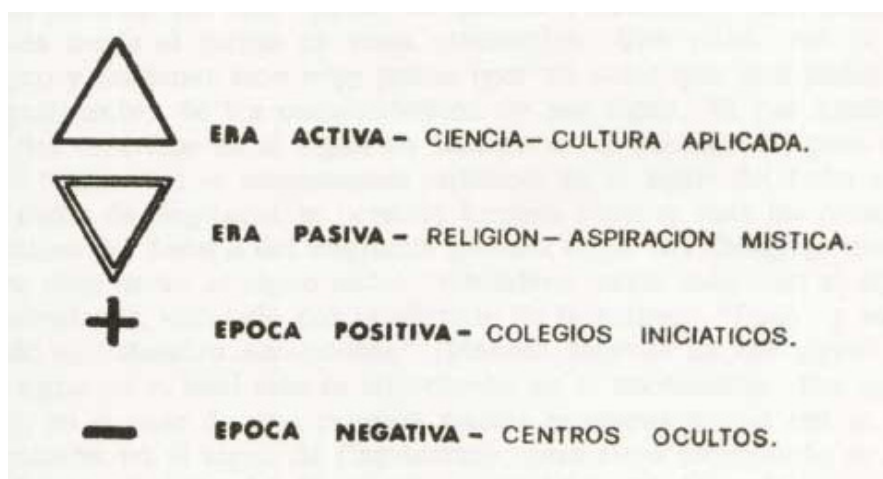 ERA ACTIVA – CIENCIA – CULTURA APLICADA.
ERA PASIVA – RELIGION – ASPIRACION MISTICA.
EPOCA POSITIVA – COLEGIOS INICIATICOS.
EPOCA NEGATIVA – CENTROS OCULTOS.